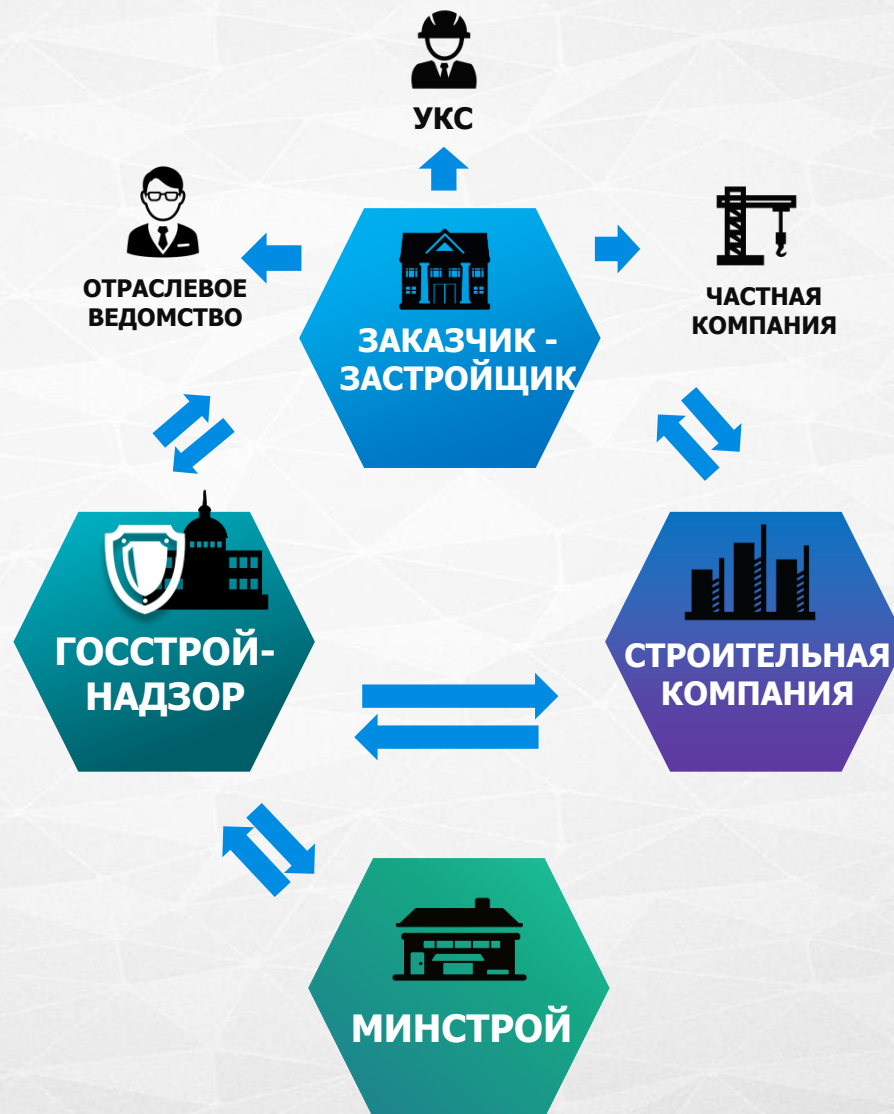 УКС
ОТРАСЛЕВОЕ
ВЕДОМСТВО
ЧАСТНАЯ
КОМПАНИЯ
ЗАКАЗЧИК -
ЗАСТРОЙЩИК
ГОССТРОЙ-
НАДЗОР
СТРОИТЕЛЬНАЯ
КОМПАНИЯ
МИНСТРОЙ